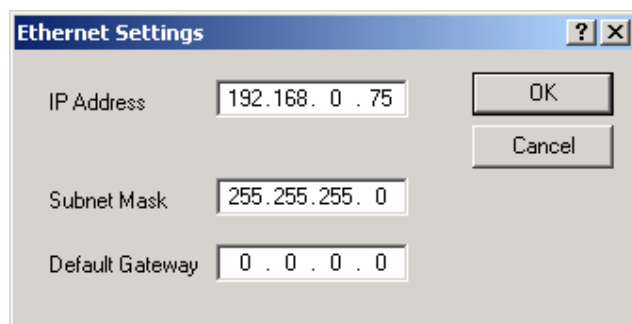 Ethernet Settings
IP Address 192.168. 0 .75
OK
Cancel
Subnet Mask 255.255.255. 0
Default Gateway 0 . 0 . 0 . 0